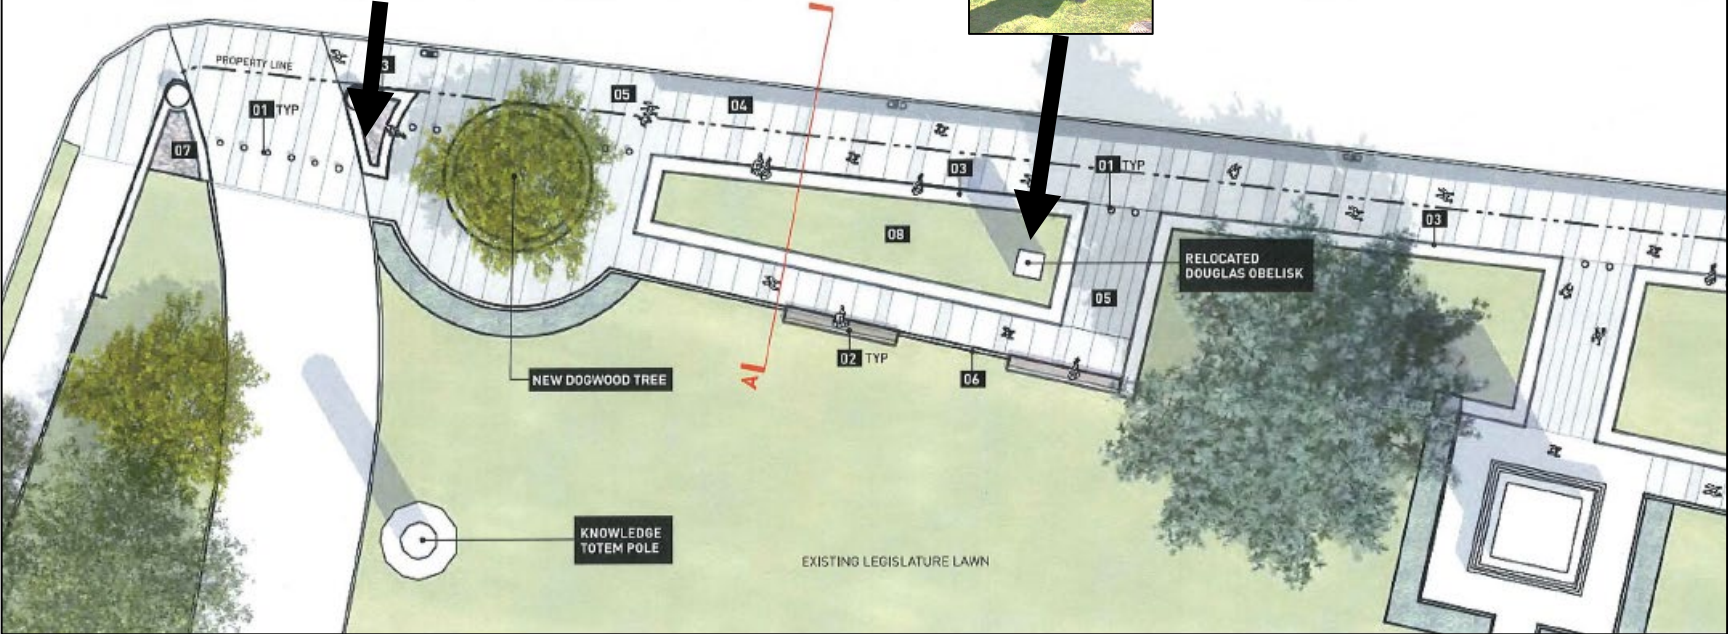 PROPERTY LINE
3
01 TYP
05
04
07
03
01 TYP
03
08
RELOCATED
DOUGLAS OBELISK
05
02 TYP
06
NEW DOGWOOD TREE
A
KNOWLEDGE
TOTEM POLE
EXISTING LEGISLATURE LAWN